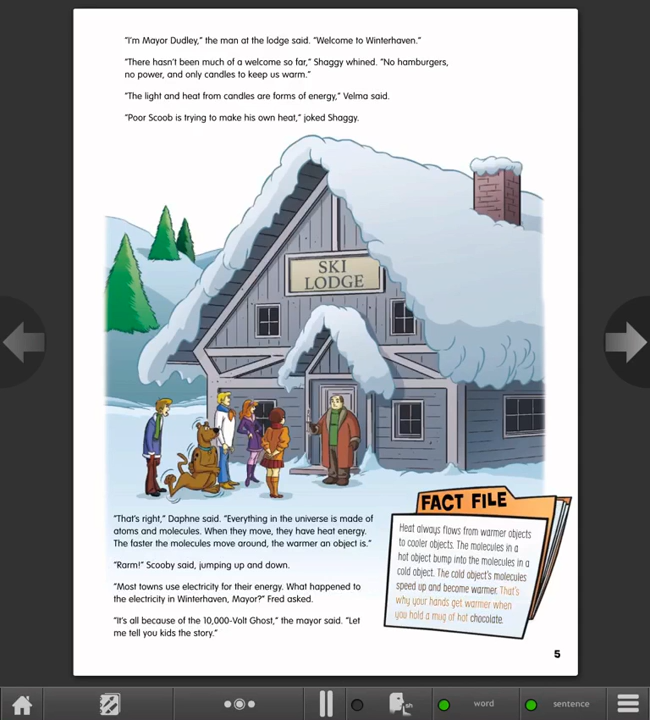 "I'm Mayor Dudley," the man at the lodge said. "Welcome to Winterhaven."
"There hasn't been much of a welcome so far," Shaggy whined. "No hamburgers,
no power, and only candles to keep us warm."
"The light and heat from candles are forms of energy," Velma said.
"Poor Scoob is trying to make his own heat," joked Shaggy.
SKI
LODGE
"That's right," Daphne said. "Everything in the universe is made of
atoms and molecules. When they move, they have heat energy.
The faster the molecules move around, the warmer an object is."
"Rarm!" Scooby said, jumping up and down.
"Most towns use electricity for their energy. What happened to
the electricity in Winterhaven, Mayor?" Fred asked.
"It's all because of the 10,000-Volt Ghost," the mayor said. "Let
me tell you kids the story."
FACT FILE
Heat always flows from warmer objects
to cooler objects. The molecules in a
hot object bump into the molecules in a
cold object. The cold object's molecules
speed up and become warmer. That's
why your hands get warmer when
you hold a mug of hot chocolate.
5
word
sentence